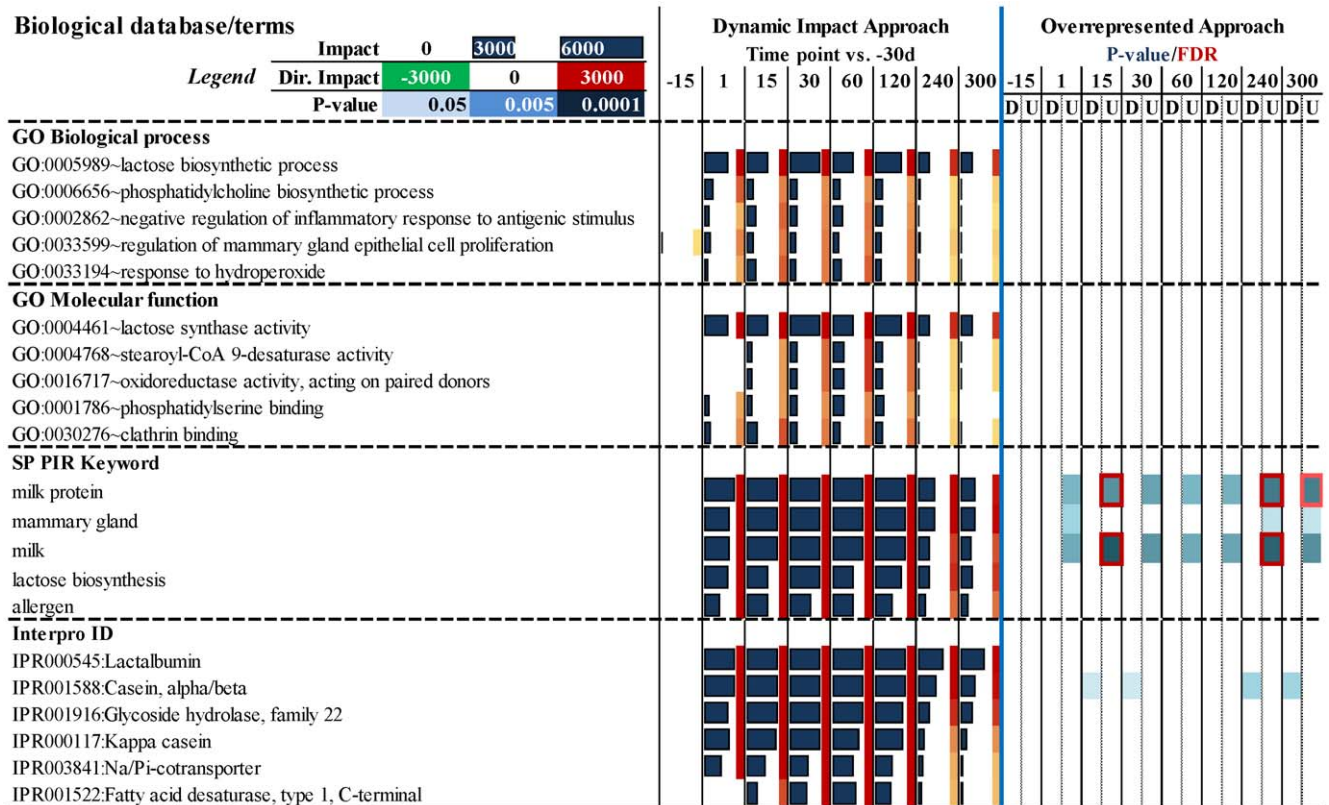 Biological database/terms
Dynamic Impact Approach
Overrepresented Approach
Impact 0 3000 6000
Time point vs. -30d
P-value/FDR
Legend Dir. Impact -3000 0 3000
-15 1 15 30 60 120 240 300
-15 1 15 30 60 120 240 300
P-value 0.05 0.005 0.0001
D U D U D U D U D U D U D U D U
GO Biological process
GO:0005989~lactose biosynthetic process
GO:0006656~phosphatidylcholine biosynthetic process
GO:0002862~negative regulation of inflammatory response to antigenic stimulus
GO:0033599~regulation of mammary gland epithelial cell proliferation
GO:0033194~response to hydroperoxide
GO Molecular function
GO:0004461~lactose synthase activity
GO:0004768~stearoyl-CoA 9-desaturase activity
GO:0016717~oxidoreductase activity, acting on paired donors
GO:0001786~phosphatidylserine binding
GO:0030276~clathrin binding
SP PIR Keyword
milk protein
mammary gland
milk
lactose biosynthesis
allergen
Interpro ID
IPR000545:Lactalbumin
IPR001588:Casein, alpha/beta
IPR001916:Glycoside hydrolase, family 22
IPR000117:Kappa casein
IPR003841:Na/Pi-cotransporter
IPR001522:Fatty acid desaturase, type 1, C-terminal